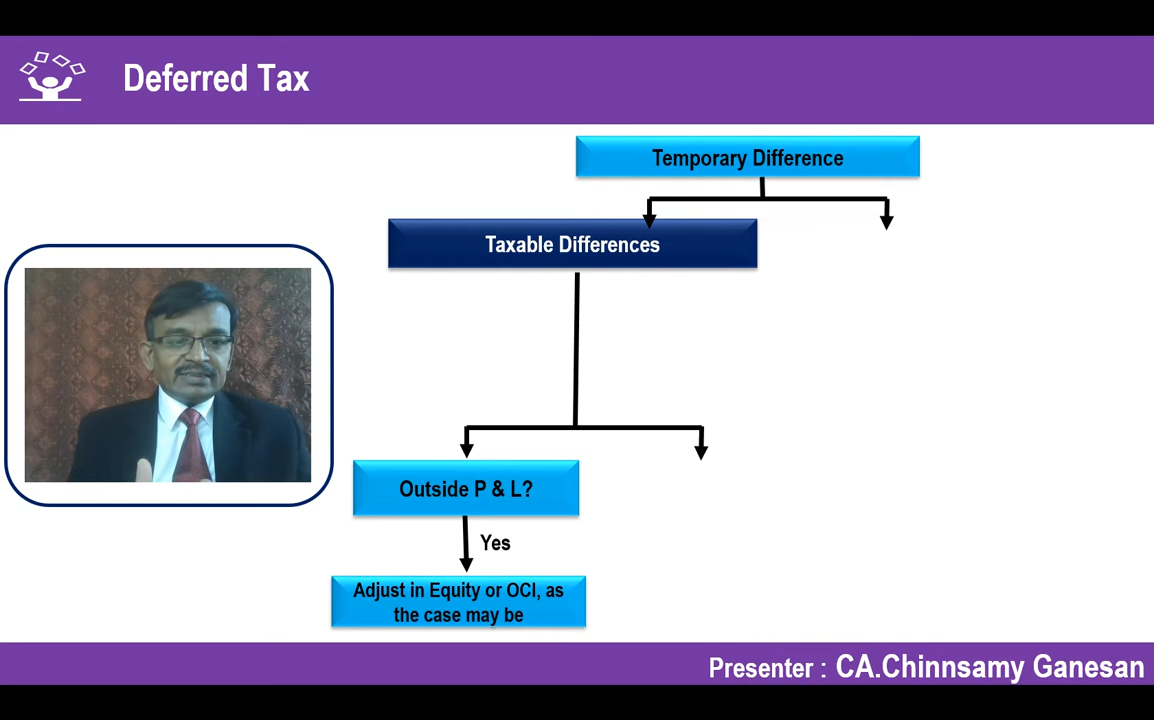 Deferred Tax
Temporary Difference
Taxable Differences
Outside P & L?
Yes
Adjust in Equity or OCI, as
the case may be
Presenter : CA.Chinnsamy Ganesan